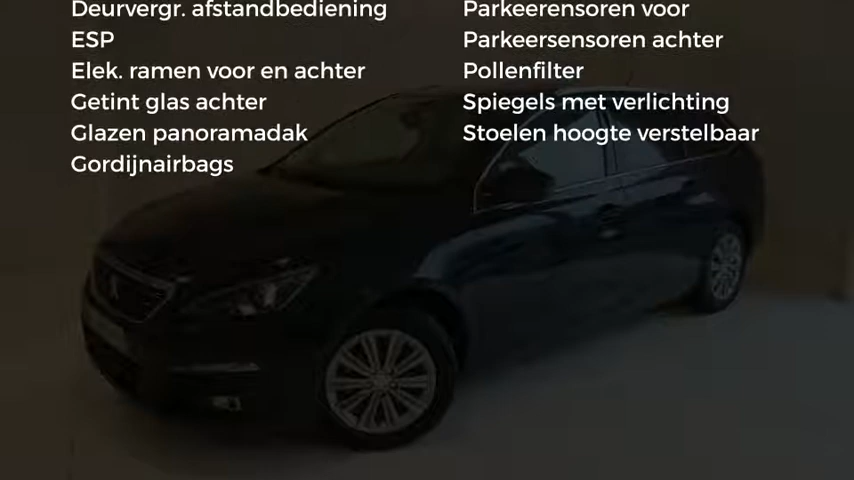 Deurvergr. afstandbediening
ESP
Elek. ramen voor en achter
Getint glas achter
Glazen panoramadak
Gordijnairbags
Parkeerensoren voor
Parkeersensoren achter
Pollenfilter
Spiegels met verlichting
Stoelen hoogte verstelbaar